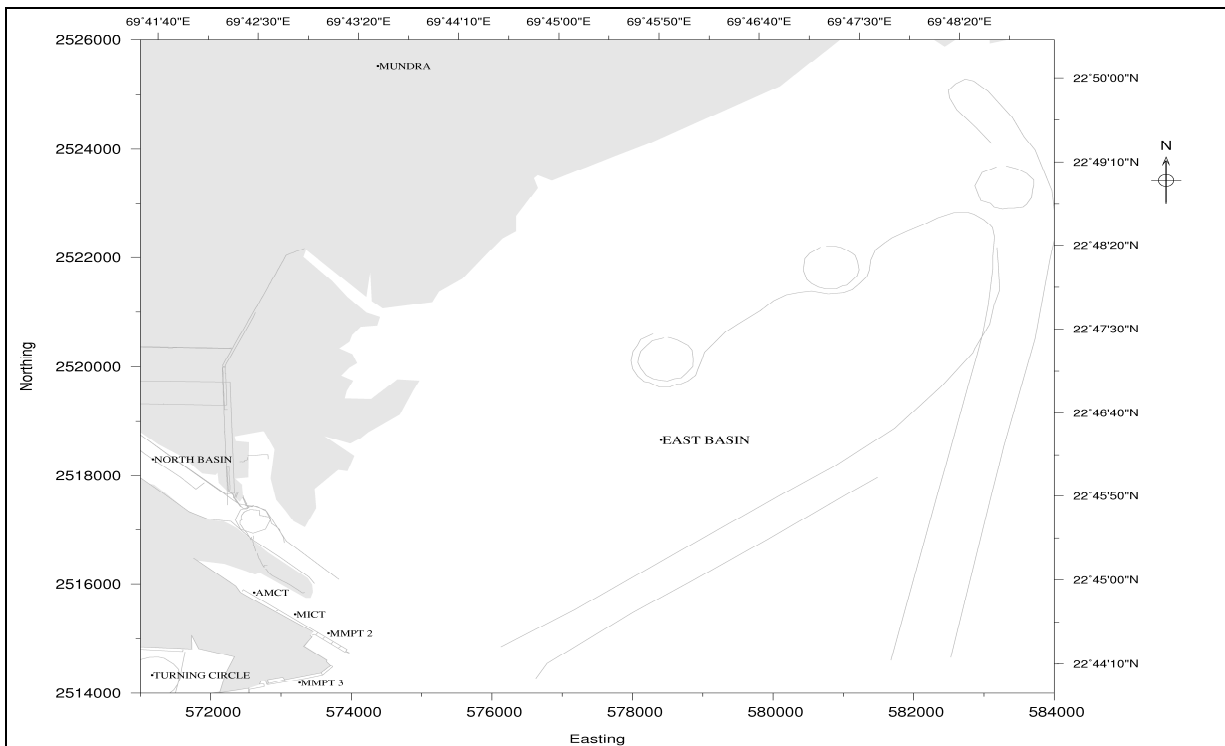 69°41'40"E 69°42'30"E 69°43'20"E 69°44'10"E 69°45'00"E 69°45'50"E 69°46'40"E 69°47'30"E 69°48'20"E
2526000
MUNDRA
22°50'00"N
N
2524000
22°49'10"N
22°48'20"N
2522000
22°47'30"N
Northing
2520000
22°46'40"N
EAST BASIN
NORTH BASIN
2518000
22°45'50"N
2516000
22°45'00"N
AMCT
MICT
MMPT 2
22°44'10"N
TURNING CIRCLE
MMPT 3
2514000
572000 574000 576000 578000 580000 582000 584000
Easting